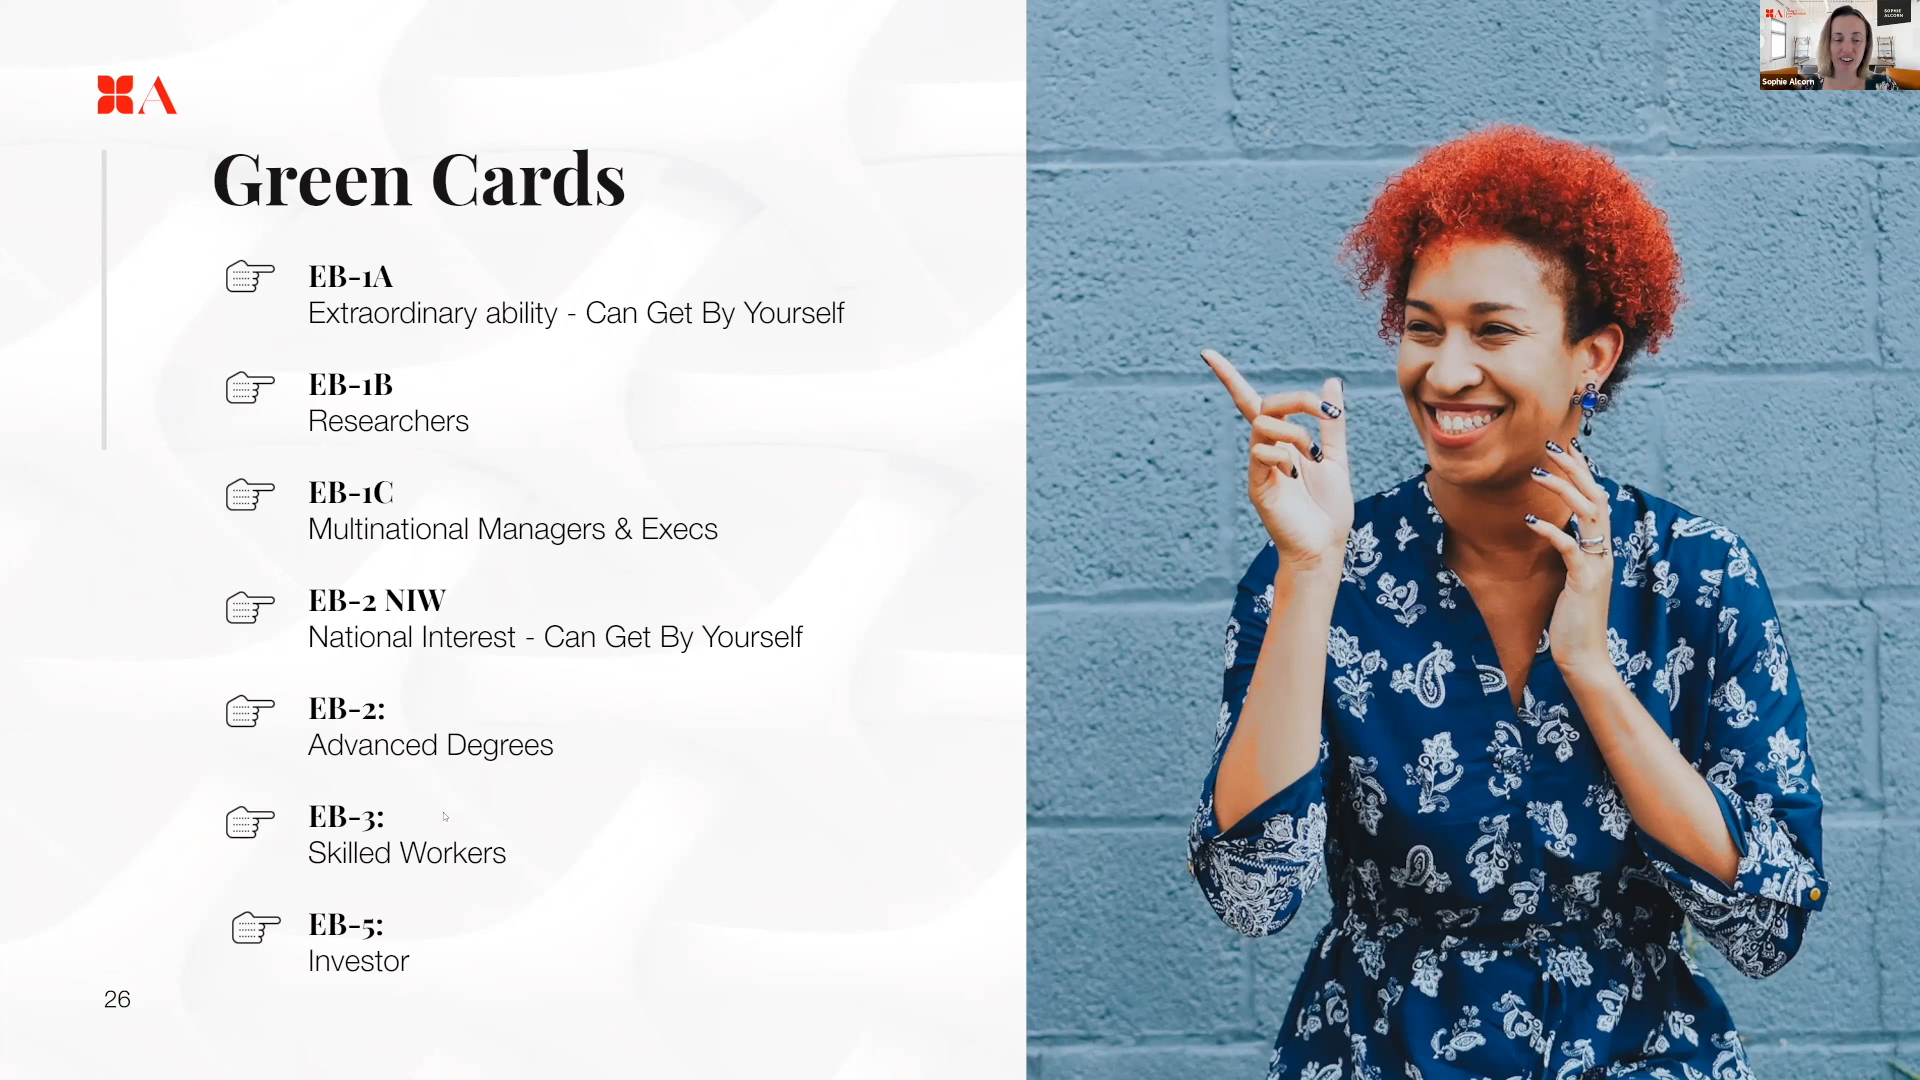 A
Green Cards
EB-1A
Extraordinary ability - Can Get By Yourself
EB-1B
Researchers
EB-1C
Multinational Managers & Execs
EB-2 NIW
National Interest - Can Get By Yourself
EB-2:
Advanced Degrees
EB-3:
Skilled Workers
EB-5:
Investor
26
SOPHIE
ALCORN
Sophie Alcorn